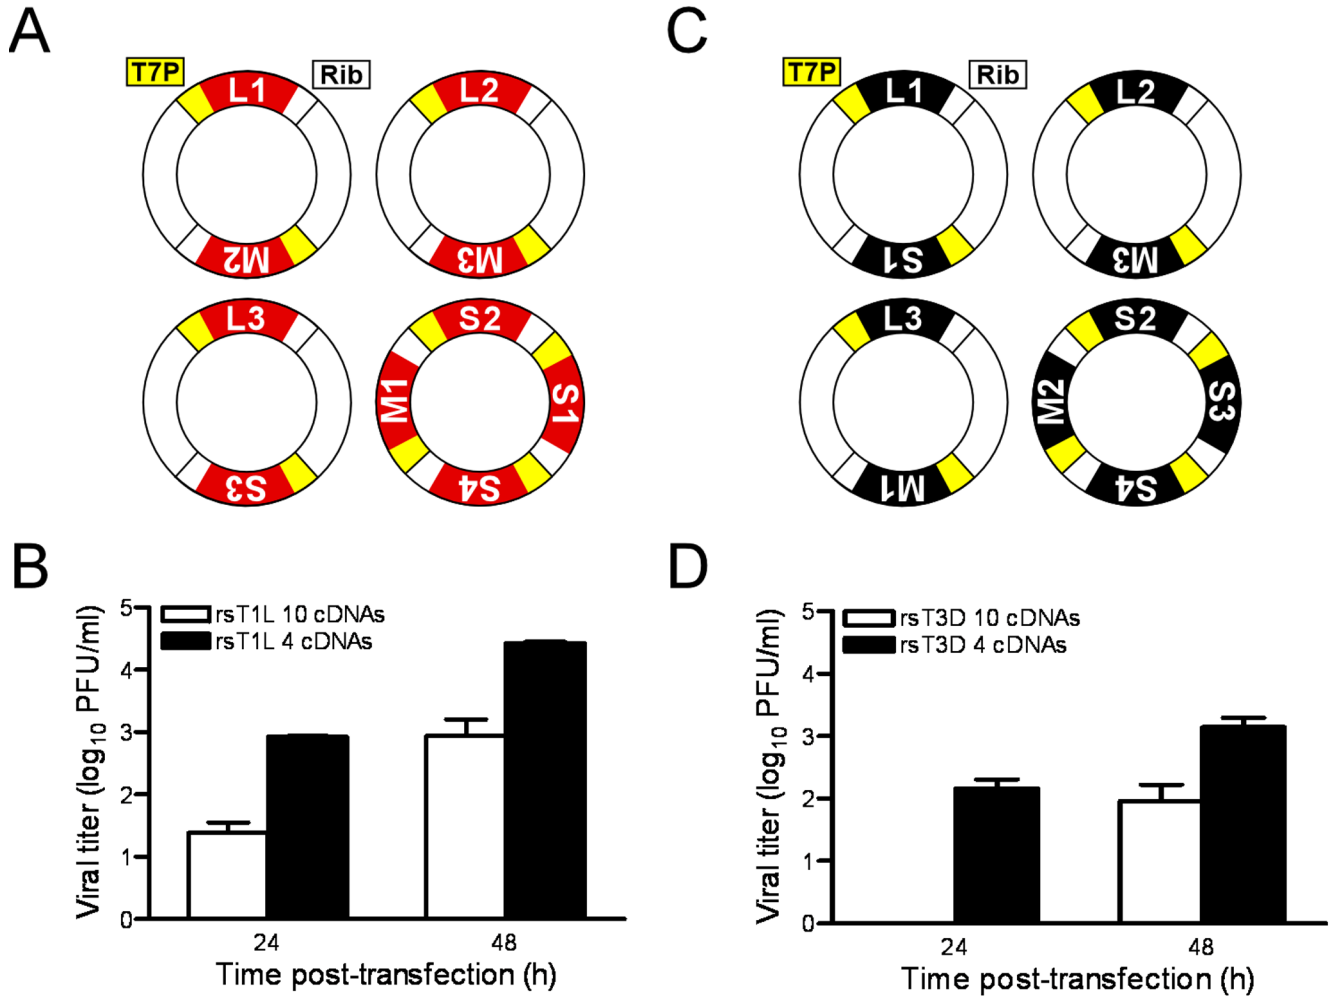 A
T7P
Rib
L1
L2
M2
M3
L3
S2
M1
S1
S3
S4
B
rsT1L 10 cDNAs
rsT1L 4 cDNAs
Viral titer (log10 PFU/ml)
5
4
3
2
1
0
24
48
Time post-transfection (h)
C
T7P
Rib
L1
L2
S1
M3
L3
S2
M2
S3
M1
S4
D
rsT3D 10 cDNAs
rsT3D 4 cDNAs
Viral titer (log10 PFU/ml)
5
4
3
2
1
0
24
48
Time post-transfection (h)